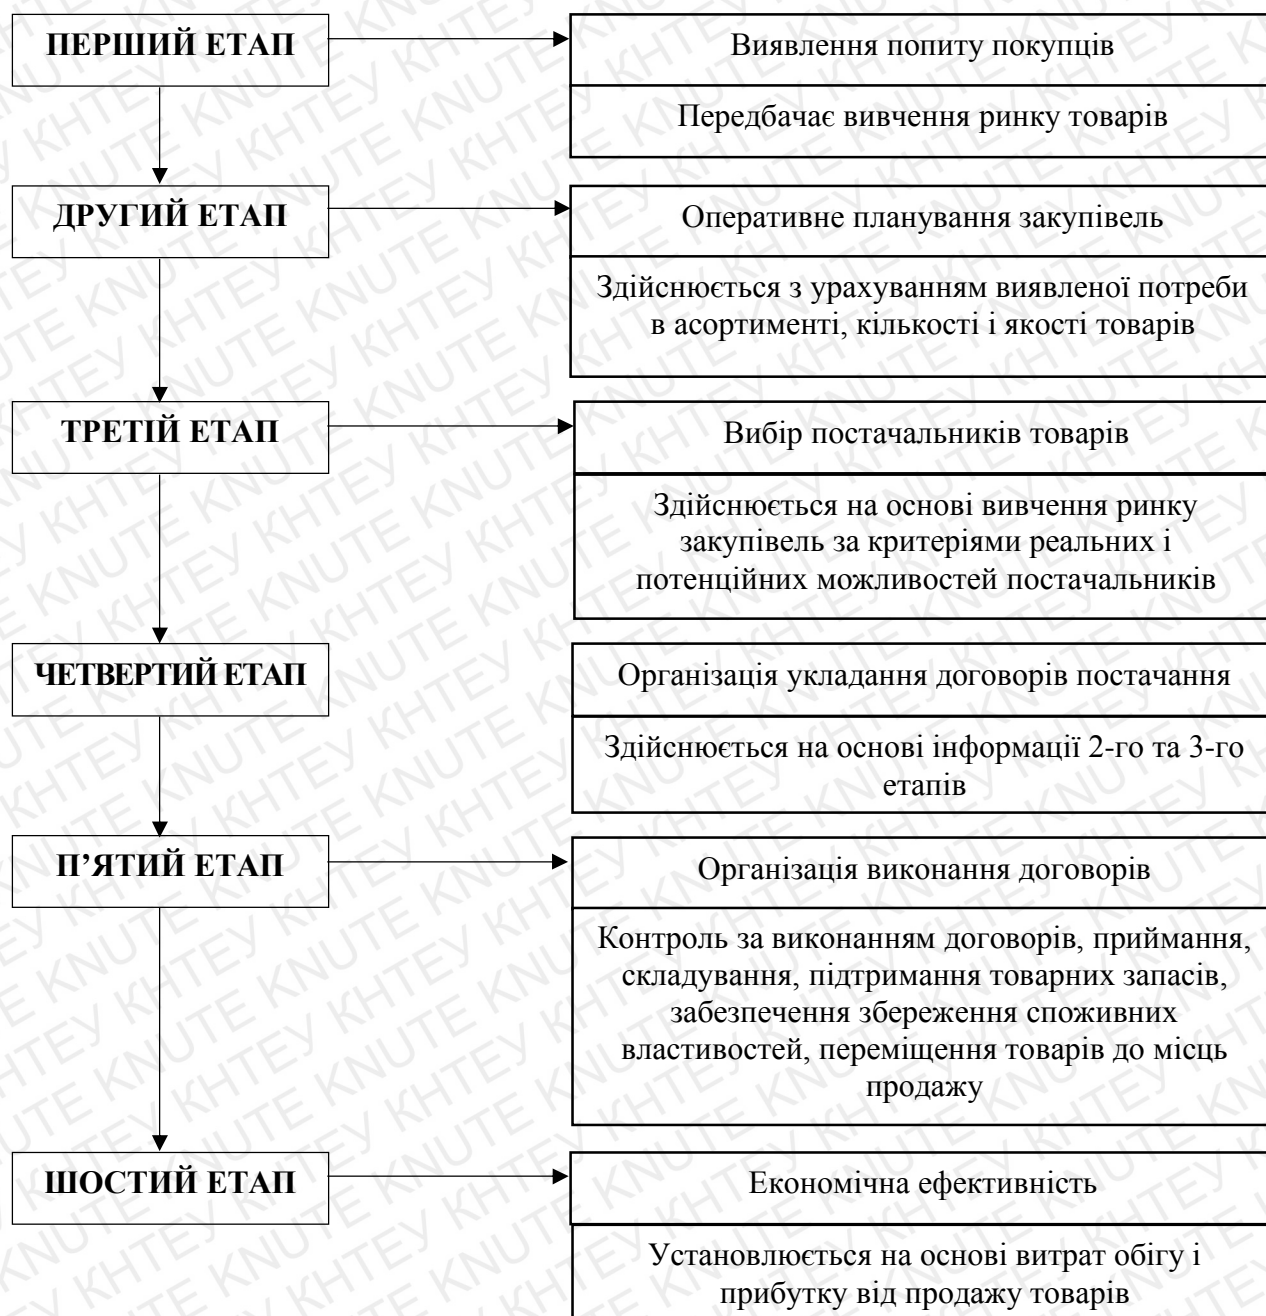 ПЕРШИЙ ЕТАП
Виявлення попиту покупців
Передбачає вивчення ринку товарів
ДРУГИЙ ЕТАП
Оперативне планування закупівель
Здійснюється з урахуванням виявленої потреби
в асортименті, кількості і якості товарів
ТРЕТІЙ ЕТАП
Вибір постачальників товарів
Здійснюється на основі вивчення ринку
закупівель за критеріями реальних і
потенційних можливостей постачальників
ЧЕТВЕРТИЙ ЕТАП
Організація укладання договорів постачання
Здійснюється на основі інформації 2-го та 3-го
етапів
П’ЯТИЙ ЕТАП
Організація виконання договорів
Контроль за виконанням договорів, приймання,
складування, підтримання товарних запасів,
забезпечення збереження споживних
властивостей, переміщення товарів до місць
продажу
ШОСТИЙ ЕТАП
Економічна ефективність
Установлюється на основі витрат обігу і
прибутку від продажу товарів